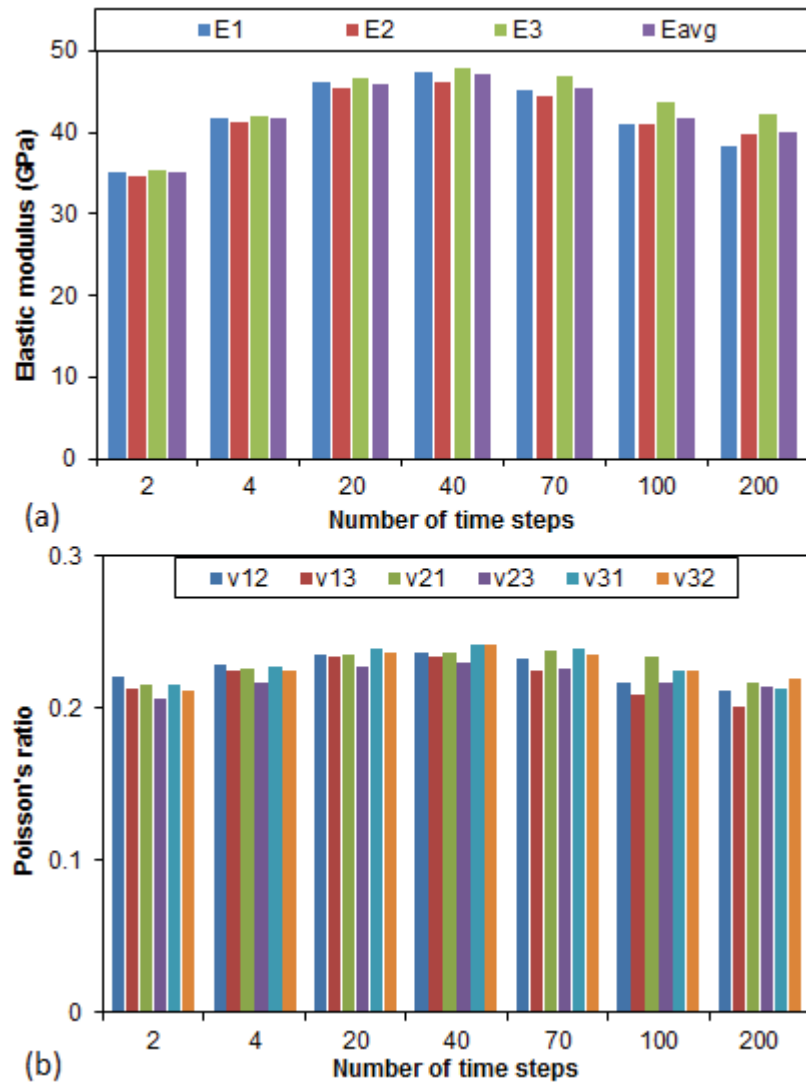 E1 E2 E3 Eavg
50
40
30
20
10
0
Elastic modulus (GPa)
2 4 20 40 70 100 200
Number of time steps
(a)
v12 v13 v21 v23 v31 v32
0.3
0.2
0.1
0
Poisson's ratio
2 4 20 40 70 100 200
Number of time steps
(b)